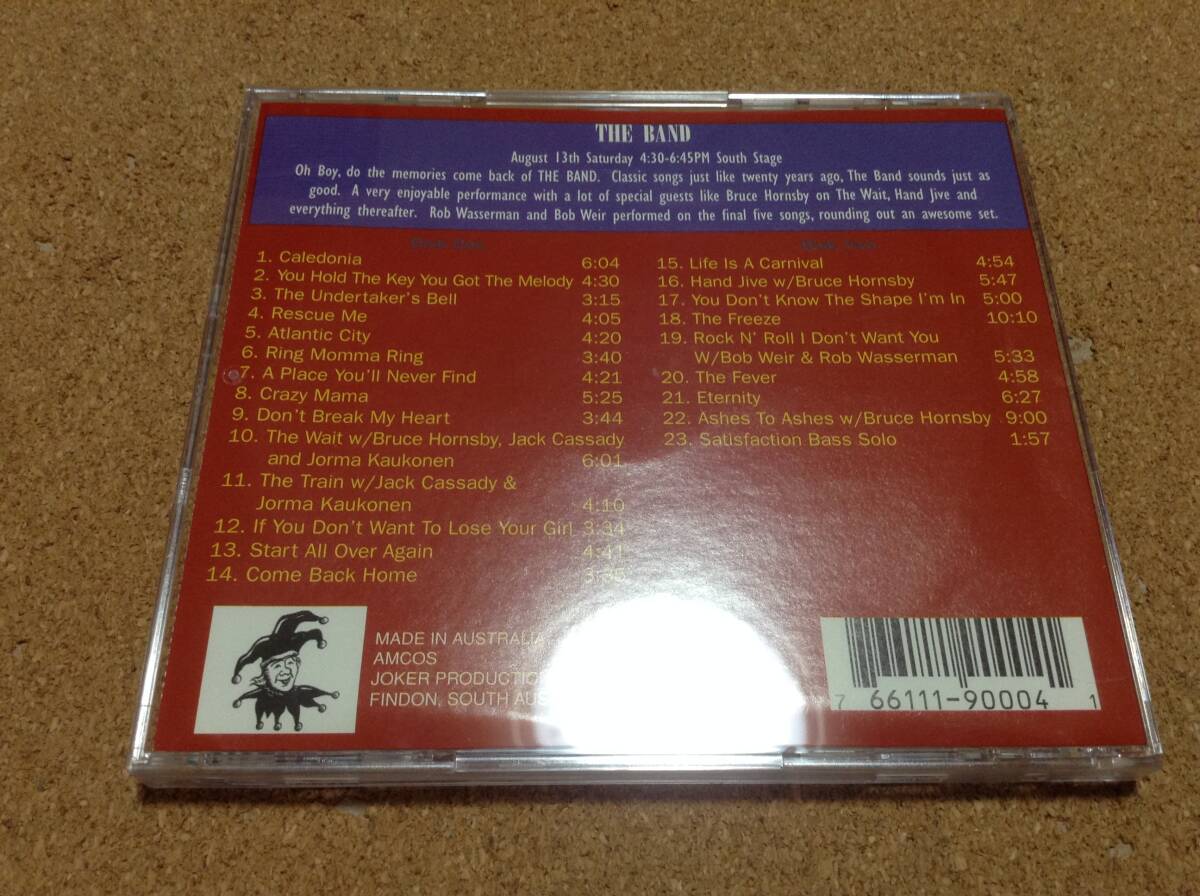 THE BAND
August 13th Saturday 4:30-6:45PM South Stage
Oh Boy, do the memories come back of THE BAND. Classic songs just like twenty years ago, The Band sounds just as
good. A very enjoyable performance with a lot of special guests like Bruce Hornsby on The Wait, Hand Jive and
everything thereafter. Rob Wasserman and Bob Weir performed on the final five songs, rounding out an awesome set.
1. Caledonia 6:04
2. You Hold The Key You Got The Melody 4:30
3. The Undertaker's Bell 3:15
4. Rescue Me 4:05
5. Atlantic City 4:20
6. Ring Momma Ring 3:40
7. A Place You'll Never Find 4:21
8. Crazy Mama 5:25
9. Don't Break My Heart 3:44
10. The Wait w/Bruce Hornsby, Jack Cassady
and Jorma Kaukonen 6:01
11. The Train w/Jack Cassady &
Jorma Kaukonen 4:10
12. If You Don't Want To Lose Your Girl 3:34
13. Start All Over Again 4:41
14. Come Back Home
15. Life Is A Carnival 4:54
16. Hand Jive w/Bruce Hornsby 5:47
17. You Don't Know The Shape I'm In 5:00
18. The Freeze 10:10
19. Rock N' Roll I Don't Want You
W/Bob Weir & Rob Wasserman 5:33
20. The Fever 4:58
21. Eternity 6:27
22. Ashes To Ashes w/Bruce Hornsby 9:00
23. Satisfaction Bass Solo 1:57
MADE IN AUSTRALIA
AMCOS
JOKER PRODUCTIO
FINDON, SOUTH AUS
7 66111-90004 1